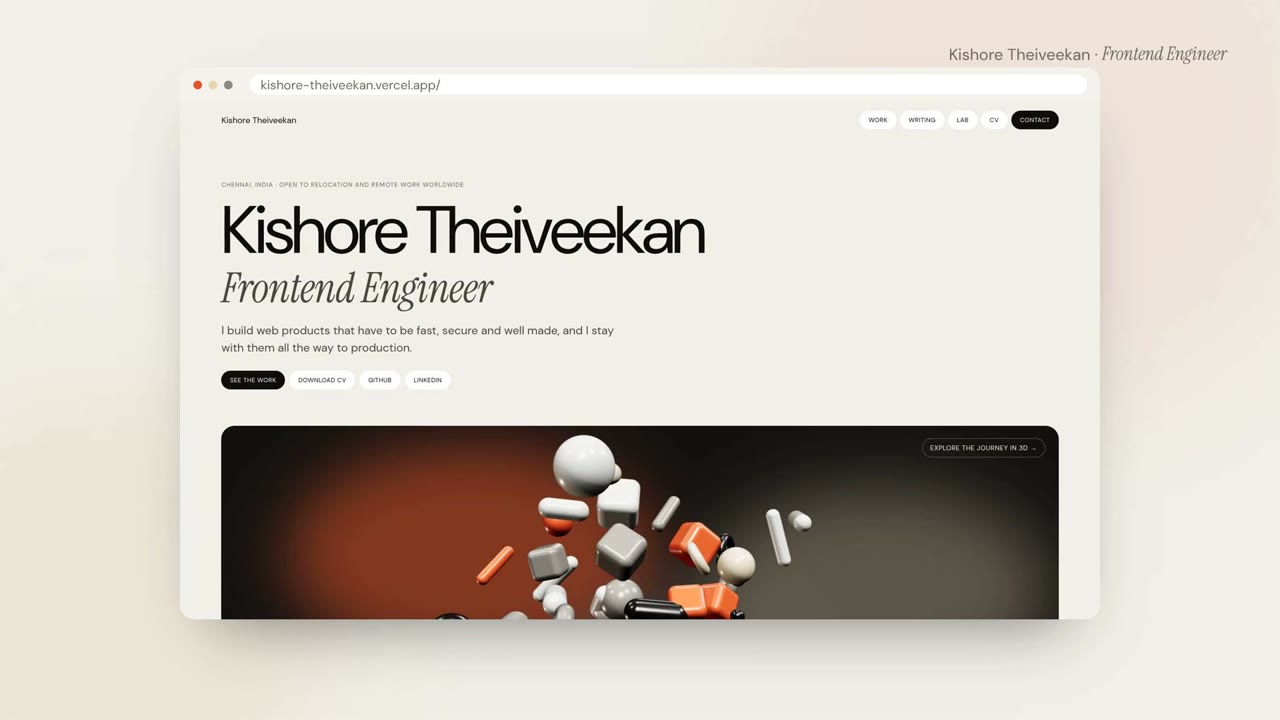 Kishore Theiveekan · Frontend Engineer
kishore-theiveekan.vercel.app/
Kishore Theiveekan
WORK
WRITING
LAB
CV
CONTACT
CHENNAI, INDIA · OPEN TO RELOCATION AND REMOTE WORK WORLDWIDE
Kishore Theiveekan
Frontend Engineer
I build web products that have to be fast, secure and well made, and I stay
with them all the way to production.
SEE THE WORK
DOWNLOAD CV
GITHUB
LINKEDIN
EXPLORE THE JOURNEY IN 3D →